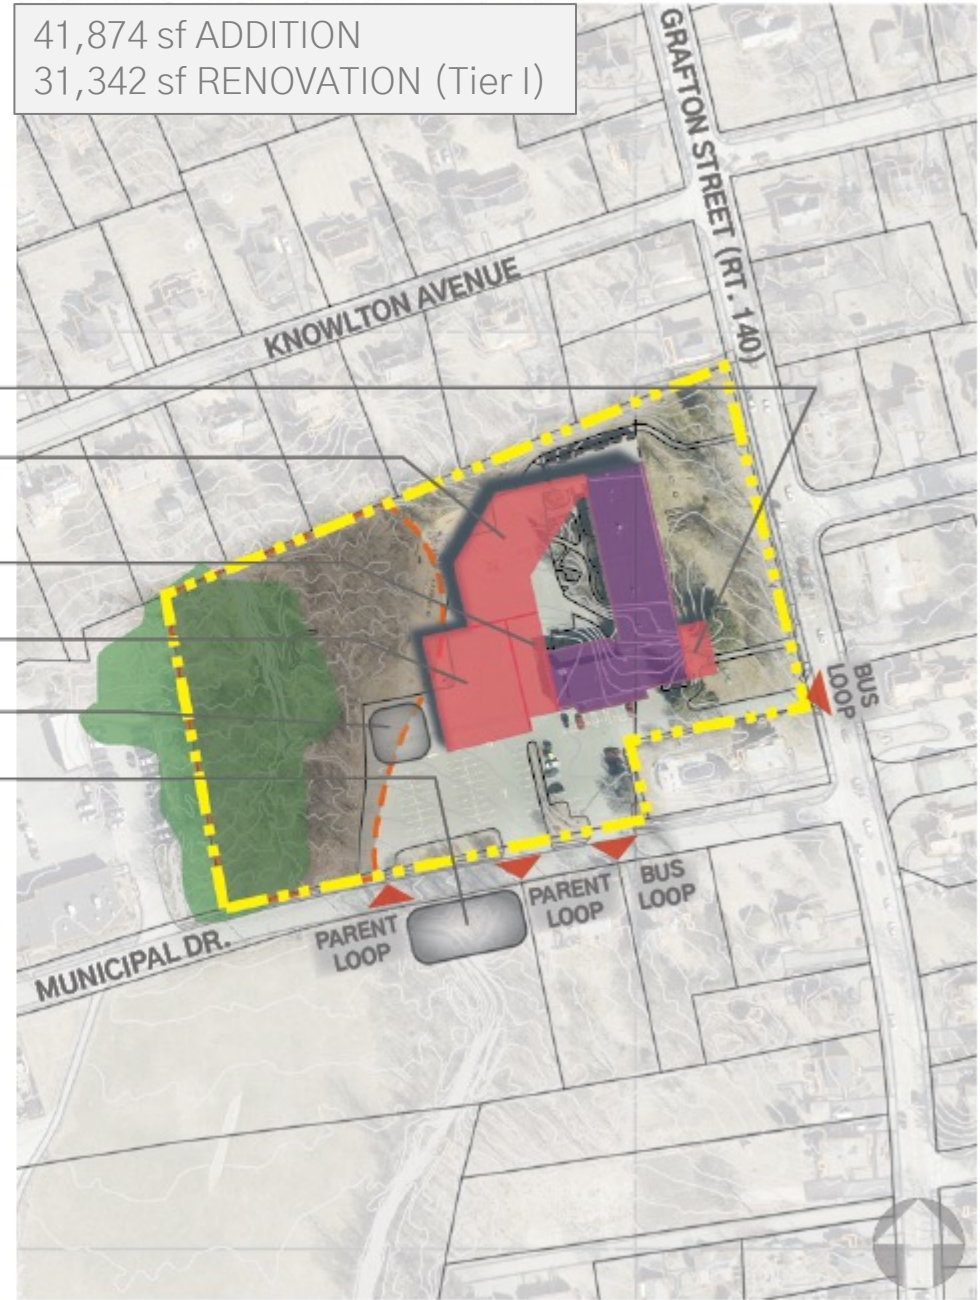 41,874 sf ADDITION
31,342 sf RENOVATION (Tier I)
GRAFTON STREET (RT. 140)
KNOWLTON AVENUE
BUS
LOOP
PARENT
LOOP
PARENT
LOOP
BUS
LOOP
MUNICIPAL DR.